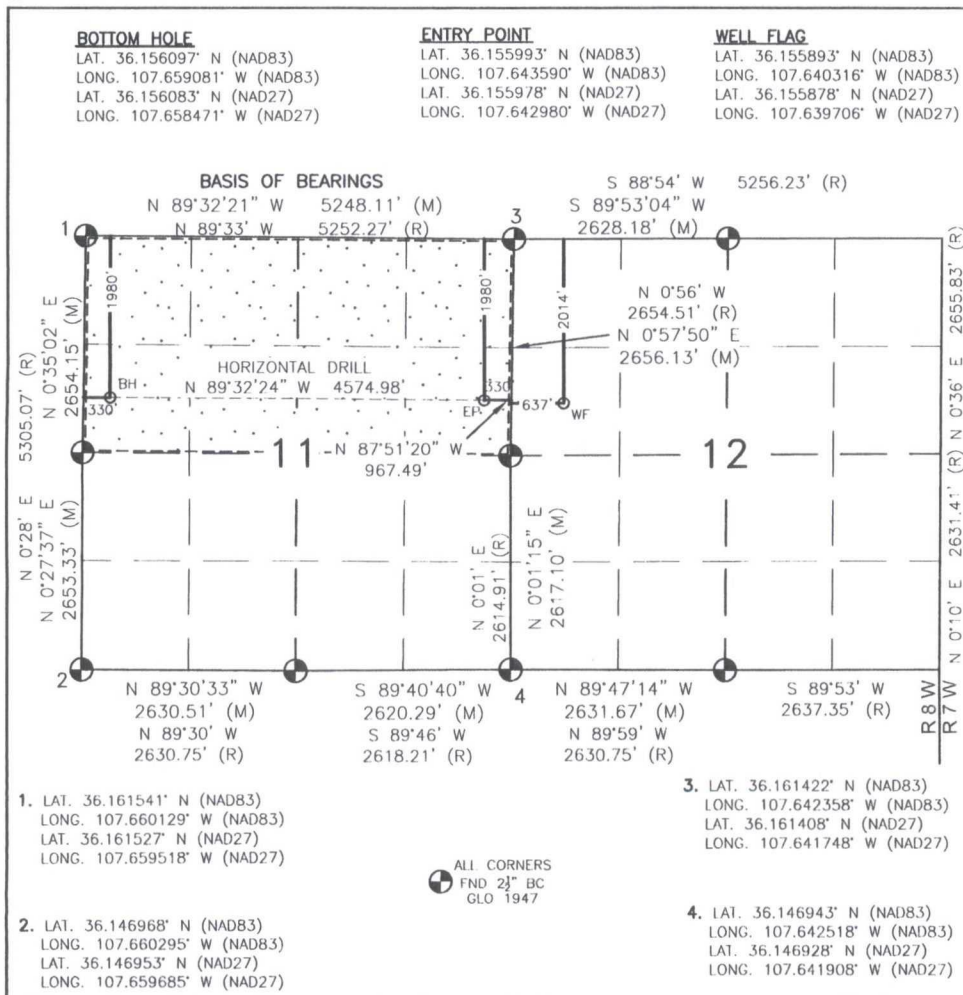 BOTTOM HOLE
LAT. 36.156097° N (NAD83)
LONG. 107.659081° W (NAD83)
LAT. 36.156083° N (NAD27)
LONG. 107.658471° W (NAD27)
ENTRY POINT
LAT. 36.155993° N (NAD83)
LONG. 107.643590° W (NAD83)
LAT. 36.155978° N (NAD27)
LONG. 107.642980° W (NAD27)
WELL FLAG
LAT. 36.155893° N (NAD83)
LONG. 107.640316° W (NAD83)
LAT. 36.155878° N (NAD27)
LONG. 107.639706° W (NAD27)
BASIS OF BEARINGS
N 89°32'21" W 5248.11' (M)
N 89°33' W 5252.27' (R)
S 88°54' W 5256.23' (R)
S 89°53'04" W
2628.18' (M)
1
3
1980'
1980'
2014'
N 0°56' W
2654.51' (R)
N 0°57'50" E
2656.13' (M)
5305.07' (R)
N 0°35'02" E
2654.15' (M)
HORIZONTAL DRILL
N 89°32'24" W 4574.98'
BH
330'
330'
EP
637'
WF
11
N 87°51'20" W
967.49'
12
N 0°28' E
N 0°27'37" E
2653.33' (M)
N 0°01' E
2614.91' (R)
N 0°01'15" E
2617.10' (M)
N 0°10' E 2631.41' (R) N 0°36' E 2655.83' (R)
2
4
N 89°30'33" W
2630.51' (M)
N 89°30' W
2630.75' (R)
S 89°40'40" W
2620.29' (M)
S 89°46' W
2618.21' (R)
N 89°47'14" W
2631.67' (M)
N 89°59' W
2630.75' (R)
S 89°53' W
2637.35' (R)
R 8 W
R 7 W
1. LAT. 36.161541° N (NAD83)
LONG. 107.660129° W (NAD83)
LAT. 36.161527° N (NAD27)
LONG. 107.659518° W (NAD27)
3. LAT. 36.161422° N (NAD83)
LONG. 107.642358° W (NAD83)
LAT. 36.161408° N (NAD27)
LONG. 107.641748° W (NAD27)
ALL CORNERS
FND 2½" BC
GLO 1947
2. LAT. 36.146968° N (NAD83)
LONG. 107.660295° W (NAD83)
LAT. 36.146953° N (NAD27)
LONG. 107.659685° W (NAD27)
4. LAT. 36.146943° N (NAD83)
LONG. 107.642518° W (NAD83)
LAT. 36.146928° N (NAD27)
LONG. 107.641908° W (NAD27)